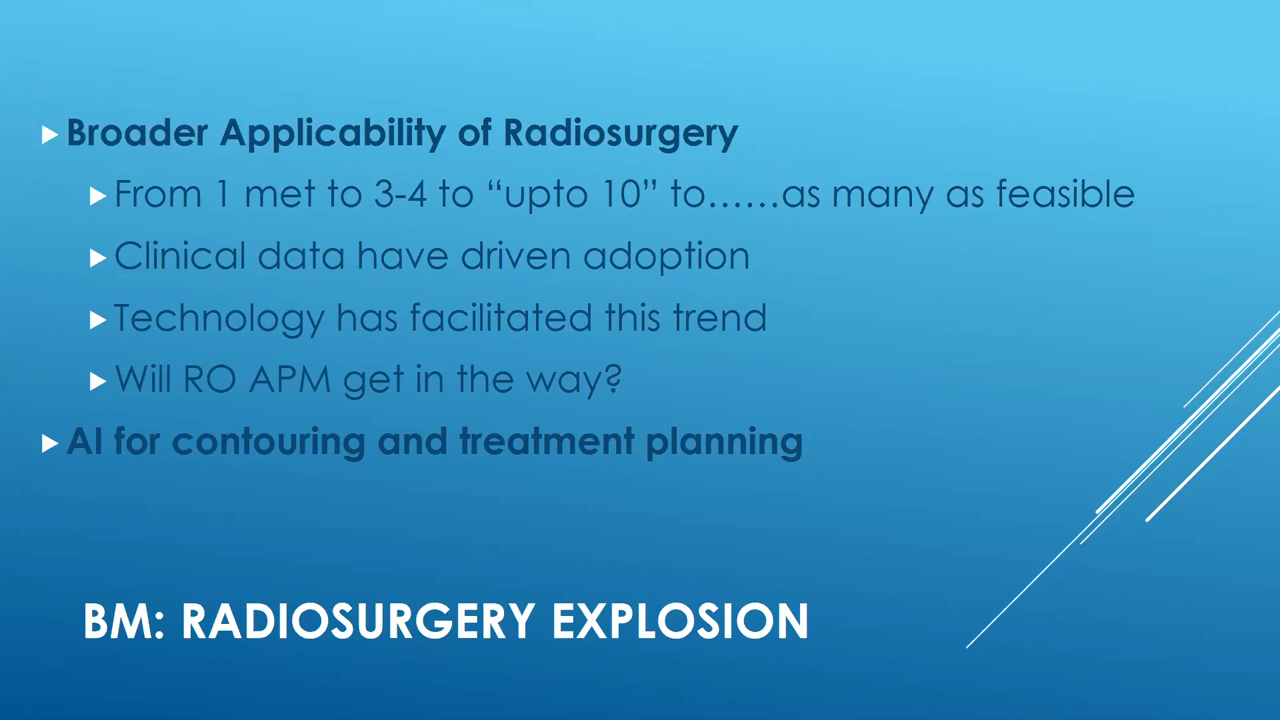 Broader Applicability of Radiosurgery
From 1 met to 3-4 to “upto 10” to……as many as feasible
Clinical data have driven adoption
Technology has facilitated this trend
Will RO APM get in the way?
AI for contouring and treatment planning
BM: RADIOSURGERY EXPLOSION